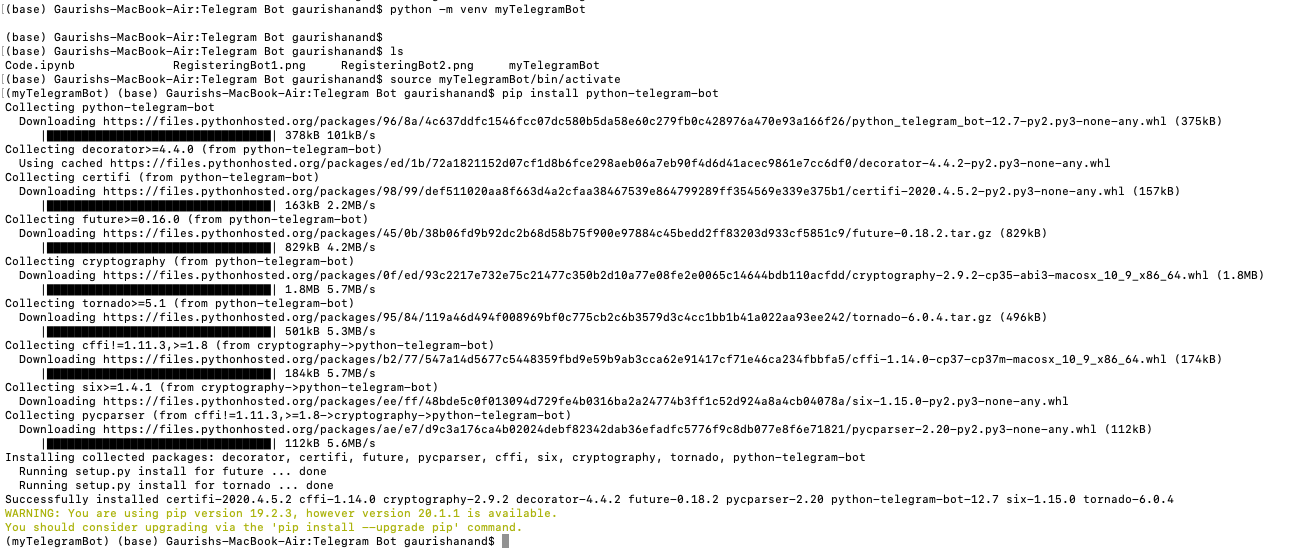 [(base) Gaurishs-MacBook-Air:Telegram Bot gaurishanand$ python -m venv myTelegramBot
(base) Gaurishs-MacBook-Air:Telegram Bot gaurishanand$
[(base) Gaurishs-MacBook-Air:Telegram Bot gaurishanand$ ls
Code.ipynb RegisteringBot1.png RegisteringBot2.png myTelegramBot
[(base) Gaurishs-MacBook-Air:Telegram Bot gaurishanand$ source myTelegramBot/bin/activate
[(myTelegramBot) (base) Gaurishs-MacBook-Air:Telegram Bot gaurishanand$ pip install python-telegram-bot
Collecting python-telegram-bot
Downloading https://files.pythonhosted.org/packages/96/8a/4c637ddfc1546fcc07dc580b5da58e60c279fb0c428976a470e93a166f26/python_telegram_bot-12.7-py2.py3-none-any.whl (375kB)
|████████████████████████████████| 378kB 101kB/s
Collecting decorator>=4.4.0 (from python-telegram-bot)
Using cached https://files.pythonhosted.org/packages/ed/1b/72a1821152d07cf1d8b6fce298aeb06a7eb90f4d6d41acec9861e7cc6df0/decorator-4.4.2-py2.py3-none-any.whl
Collecting certifi (from python-telegram-bot)
Downloading https://files.pythonhosted.org/packages/98/99/def511020aa8f663d4a2cfaa38467539e864799289ff354569e339e375b1/certifi-2020.4.5.2-py2.py3-none-any.whl (157kB)
|████████████████████████████████| 163kB 2.2MB/s
Collecting future>=0.16.0 (from python-telegram-bot)
Downloading https://files.pythonhosted.org/packages/45/0b/38b06fd9b92dc2b68d58b75f900e97884c45bedd2ff83203d933cf5851c9/future-0.18.2.tar.gz (829kB)
|████████████████████████████████| 829kB 4.2MB/s
Collecting cryptography (from python-telegram-bot)
Downloading https://files.pythonhosted.org/packages/0f/ed/93c2217e732e75c21477c350b2d10a77e08fe2e0065c14644bdb110acfdd/cryptography-2.9.2-cp35-abi3-macosx_10_9_x86_64.whl (1.8MB)
|████████████████████████████████| 1.8MB 5.7MB/s
Collecting tornado>=5.1 (from python-telegram-bot)
Downloading https://files.pythonhosted.org/packages/95/84/119a46d494f008969bf0c775cb2c6b3579d3c4cc1bb1b41a022aa93ee242/tornado-6.0.4.tar.gz (496kB)
|████████████████████████████████| 501kB 5.3MB/s
Collecting cffi!=1.11.3,>=1.8 (from cryptography->python-telegram-bot)
Downloading https://files.pythonhosted.org/packages/b2/77/547a14d5677c5448359fbd9e59b9ab3cca62e91417cf71e46ca234fbbfa5/cffi-1.14.0-cp37-cp37m-macosx_10_9_x86_64.whl (174kB)
|████████████████████████████████| 184kB 5.7MB/s
Collecting six>=1.4.1 (from cryptography->python-telegram-bot)
Downloading https://files.pythonhosted.org/packages/ee/ff/48bde5c0f013094d729fe4b0316ba2a24774b3ff1c52d924a8a4cb04078a/six-1.15.0-py2.py3-none-any.whl
Collecting pycparser (from cffi!=1.11.3,>=1.8->cryptography->python-telegram-bot)
Downloading https://files.pythonhosted.org/packages/ae/e7/d9c3a176ca4b02024debf82342dab36efadfc5776f9c8db077e8f6e71821/pycparser-2.20-py2.py3-none-any.whl (112kB)
|████████████████████████████████| 112kB 5.6MB/s
Installing collected packages: decorator, certifi, future, pycparser, cffi, six, cryptography, tornado, python-telegram-bot
Running setup.py install for future ... done
Running setup.py install for tornado ... done
Successfully installed certifi-2020.4.5.2 cffi-1.14.0 cryptography-2.9.2 decorator-4.4.2 future-0.18.2 pycparser-2.20 python-telegram-bot-12.7 six-1.15.0 tornado-6.0.4
WARNING: You are using pip version 19.2.3, however version 20.1.1 is available.
You should consider upgrading via the 'pip install --upgrade pip' command.
(myTelegramBot) (base) Gaurishs-MacBook-Air:Telegram Bot gaurishanand$